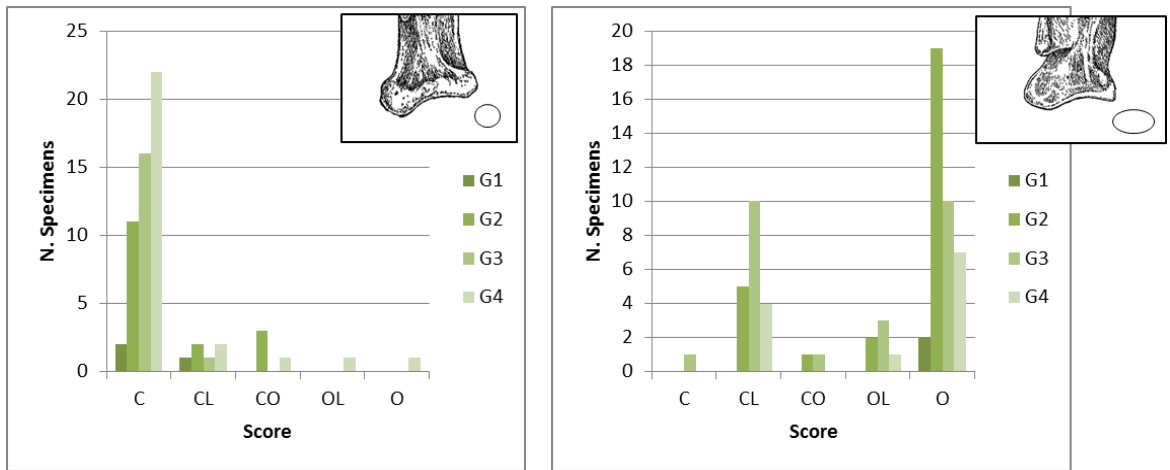 25
20
15
10
5
0
N. Specimens
C CL CO OL O
Score
G1
G2
G3
G4
20
18
16
14
12
10
8
6
4
2
0
N. Specimens
C CL CO OL O
Score
G1
G2
G3
G4